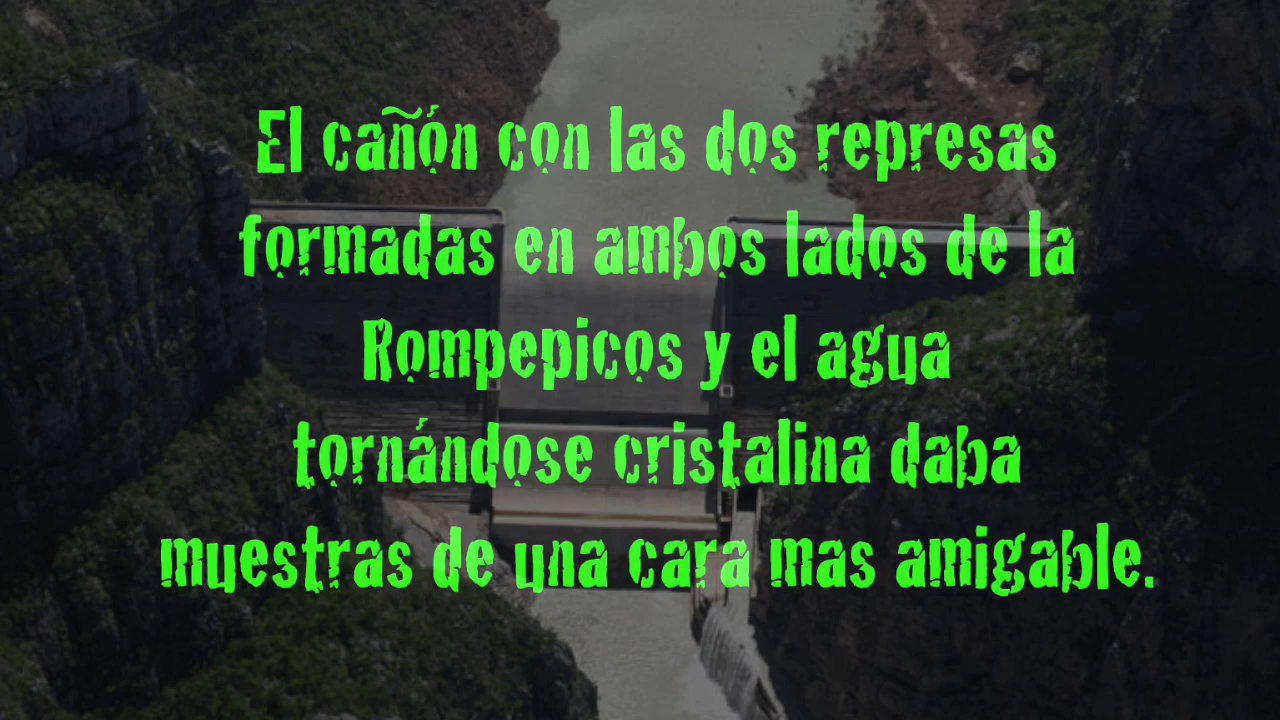 El cañón con las dos represas
formadas en ambos lados de la
Rompepicos y el agua
tornándose cristalina daba
muestras de una cara mas amigable.